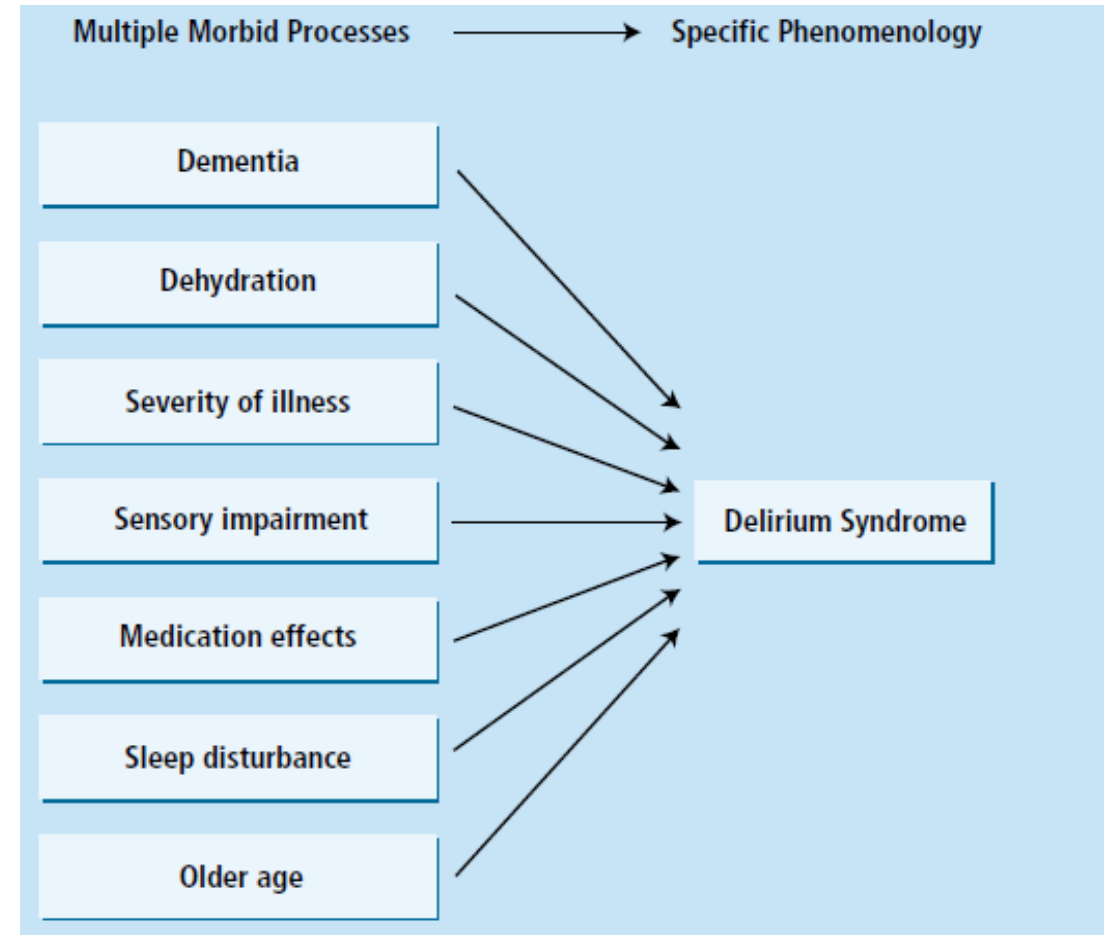 Multiple Morbid Processes Specific Phenomenology
Dementia
Dehydration
Severity of illness
Sensory impairment
Delirium Syndrome
Medication effects
Sleep disturbance
Older age